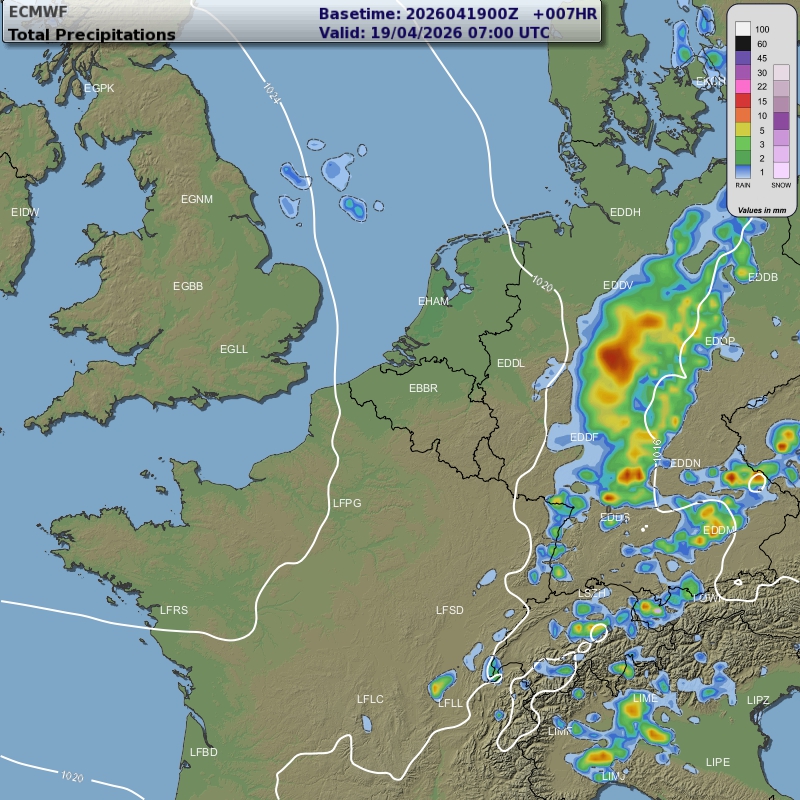 ECMWF
Basetime: 2026041900Z +007HR
Total Precipitations
Valid: 19/04/2026 07:00 UTC
100
60
45
30
22
15
10
5
3
2
1
RAIN SNOW
Values in mm
EGPK
1024
EIDW
EGNM
EDDH
EGBB
EDDV
EDDB
1020
EHAM
EGLL
EDDP
EDDL
EBBR
EDDF
1016
EDDN
LFPG
EDDS
EDDM
LSZH
LOWI
LFRS
LFSD
LFLC
LFLL
LIME
LIPZ
LIMF
LFBD
LIPE
1020
LIMJ